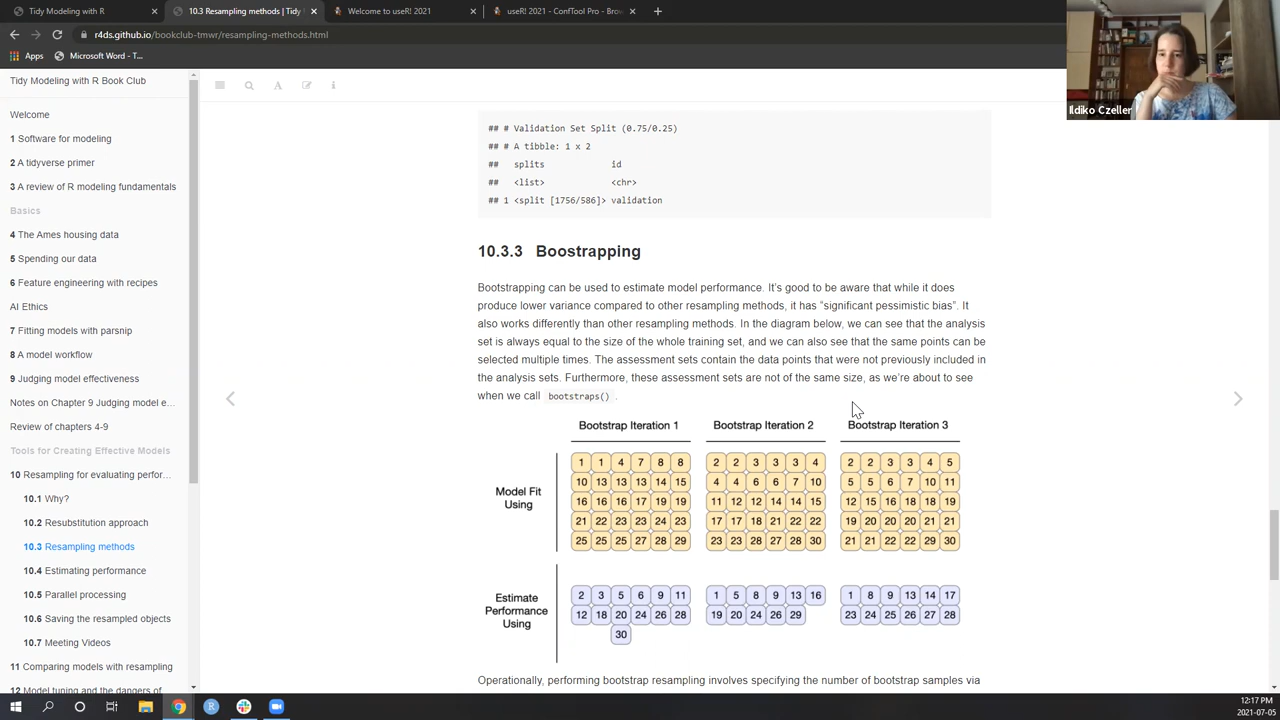 Tidy Modeling with R
10.3 Resampling methods | Tidy
Welcome to useR! 2021
useR! 2021 - ConfTool Pro - Brow
r4ds.github.io/bookclub-tmwr/resampling-methods.html
Apps
Microsoft Word - T...
Ildiko Czeller
Tidy Modeling with R Book Club
Welcome
1 Software for modeling
2 A tidyverse primer
3 A review of R modeling fundamentals
Basics
4 The Ames housing data
5 Spending our data
6 Feature engineering with recipes
AI Ethics
7 Fitting models with parsnip
8 A model workflow
9 Judging model effectiveness
Notes on Chapter 9 Judging model e...
Review of chapters 4-9
Tools for Creating Effective Models
10 Resampling for evaluating perfor...
10.1 Why?
10.2 Resubstitution approach
10.3 Resampling methods
10.4 Estimating performance
10.5 Parallel processing
10.6 Saving the resampled objects
10.7 Meeting Videos
11 Comparing models with resampling
12 Model tuning and the dangers of
## # Validation Set Split (0.75/0.25)
## # A tibble: 1 x 2
## splits id
## <list> <chr>
## 1 <split [1756/586]> validation
10.3.3 Boostrapping
Bootstrapping can be used to estimate model performance. It's good to be aware that while it does
produce lower variance compared to other resampling methods, it has "significant pessimistic bias". It
also works differently than other resampling methods. In the diagram below, we can see that the analysis
set is always equal to the size of the whole training set, and we can also see that the same points can be
selected multiple times. The assessment sets contain the data points that were not previously included in
the analysis sets. Furthermore, these assessment sets are not of the same size, as we're about to see
when we call bootstraps() .
Bootstrap Iteration 1 Bootstrap Iteration 2 Bootstrap Iteration 3
Model Fit
Using
1 1 4 7 8 8 2 2 3 3 3 4 2 2 3 3 4 5
10 13 13 13 14 15 4 4 6 6 7 10 5 5 6 7 10 11
16 16 16 17 19 19 11 12 12 14 14 15 12 15 16 18 18 19
21 22 23 23 24 23 17 17 18 21 22 22 19 20 20 20 21 21
25 25 25 27 28 29 23 23 27 28 28 30 21 21 22 22 29 30
Estimate
Performance
Using
2 3 5 6 9 11 1 5 8 9 13 16 1 8 9 13 14 17
12 18 20 24 26 28 19 20 24 26 29 23 24 25 26 27 28
30
Operationally, performing bootstrap resampling involves specifying the number of bootstrap samples via
12:17 PM
2021-07-05